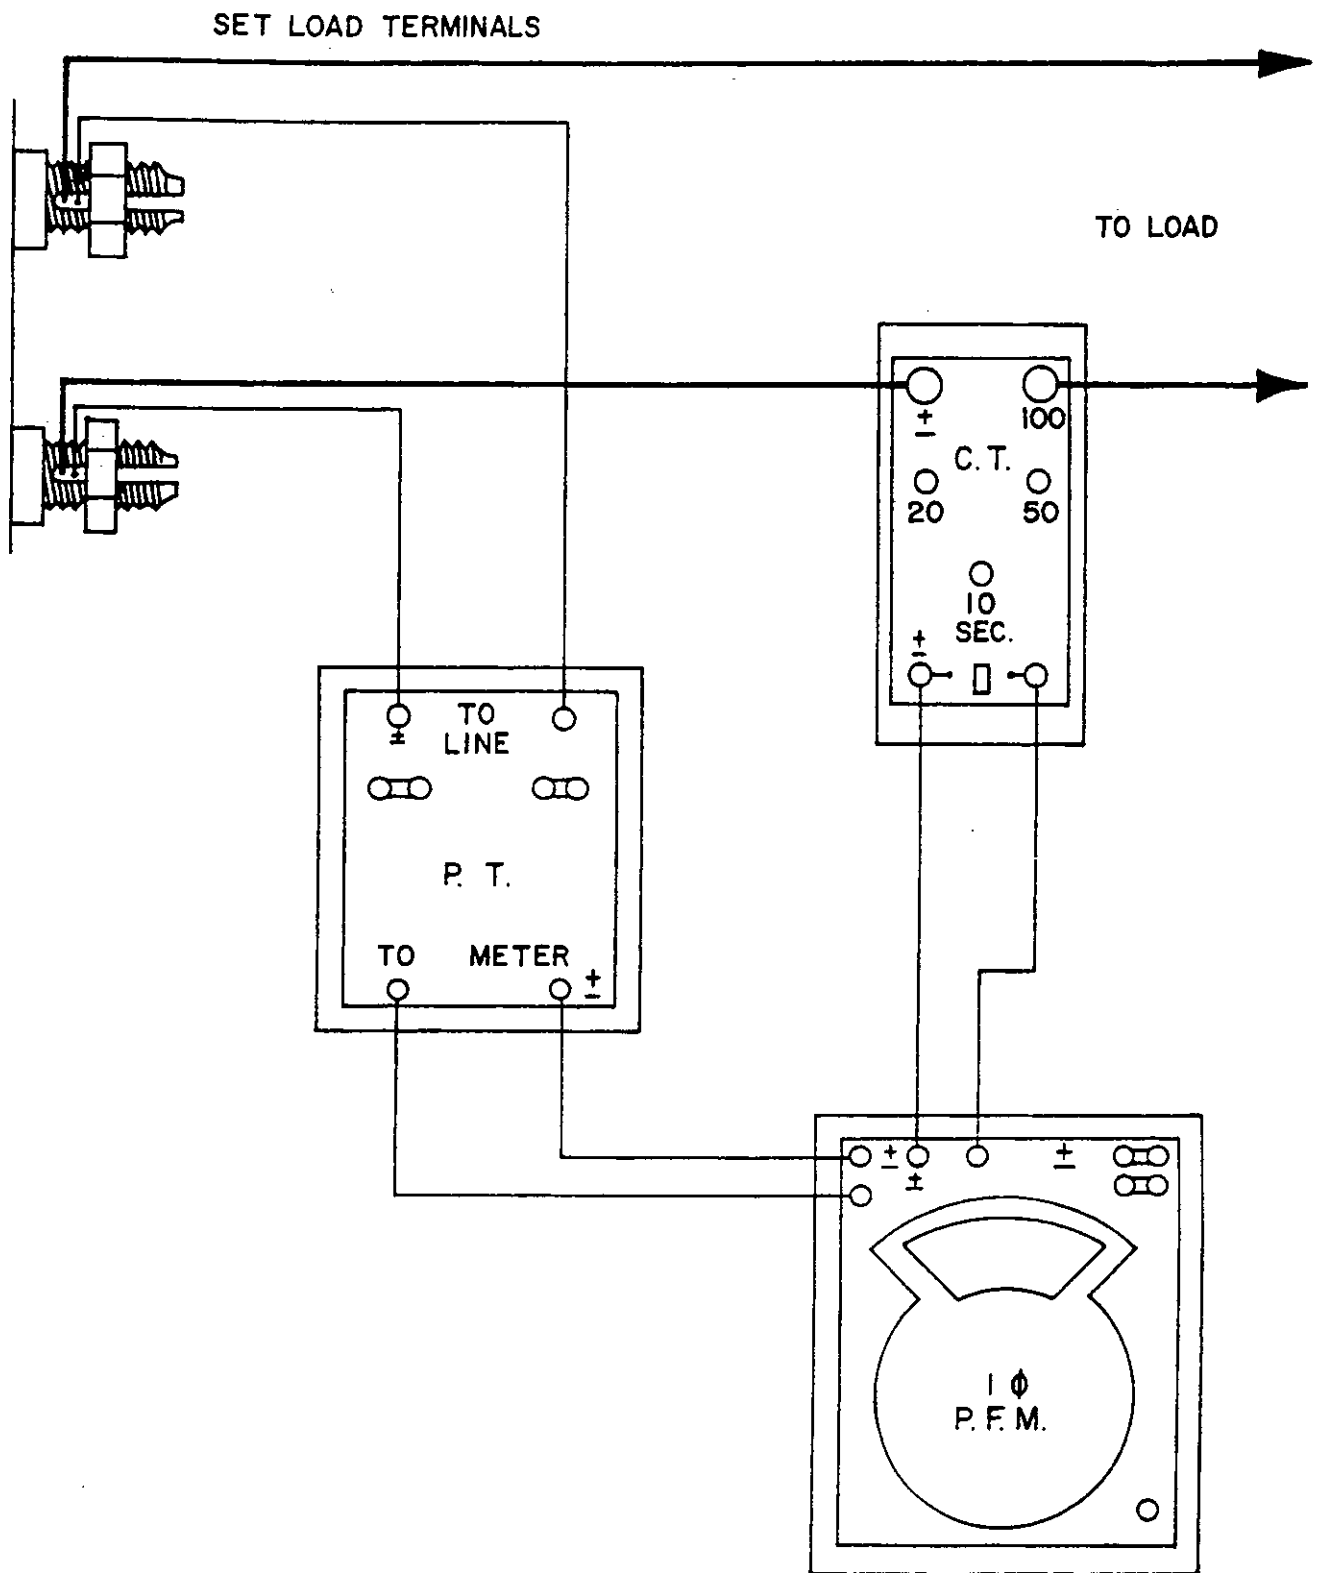 SET LOAD TERMINALS
TO LOAD
± 100
C. T.
20 50
10
SEC.
±
TO
± LINE
P. T.
TO METER ±
± ±
±
1 ϕ
P. F. M.